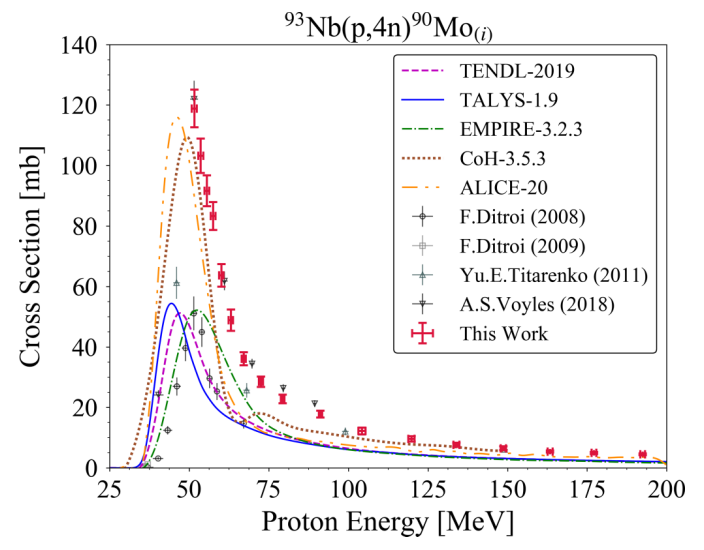 ⁹³Nb(p,4n)⁹⁰Mo₍ᵢ₎
140
120
100
80
60
40
20
0
Cross Section [mb]
TENDL-2019
TALYS-1.9
EMPIRE-3.2.3
CoH-3.5.3
ALICE-20
F.Ditroi (2008)
F.Ditroi (2009)
Yu.E.Titarenko (2011)
A.S.Voyles (2018)
This Work
25 50 75 100 125 150 175 200
Proton Energy [MeV]